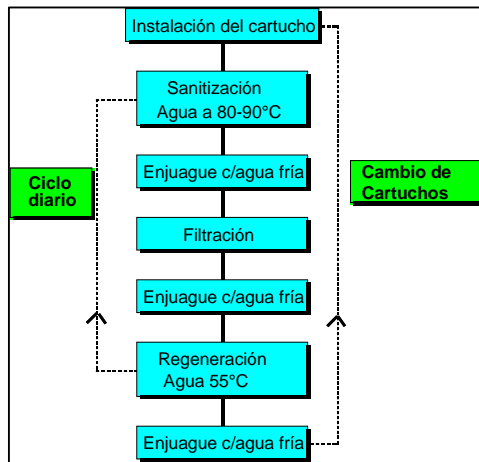 Instalación del cartucho
Sanitización
Agua a 80-90°C
Enjuague c/agua fría
Ciclo
diario
Cambio de
Cartuchos
Filtración
Enjuague c/agua fría
Regeneración
Agua 55°C
Enjuague c/agua fría